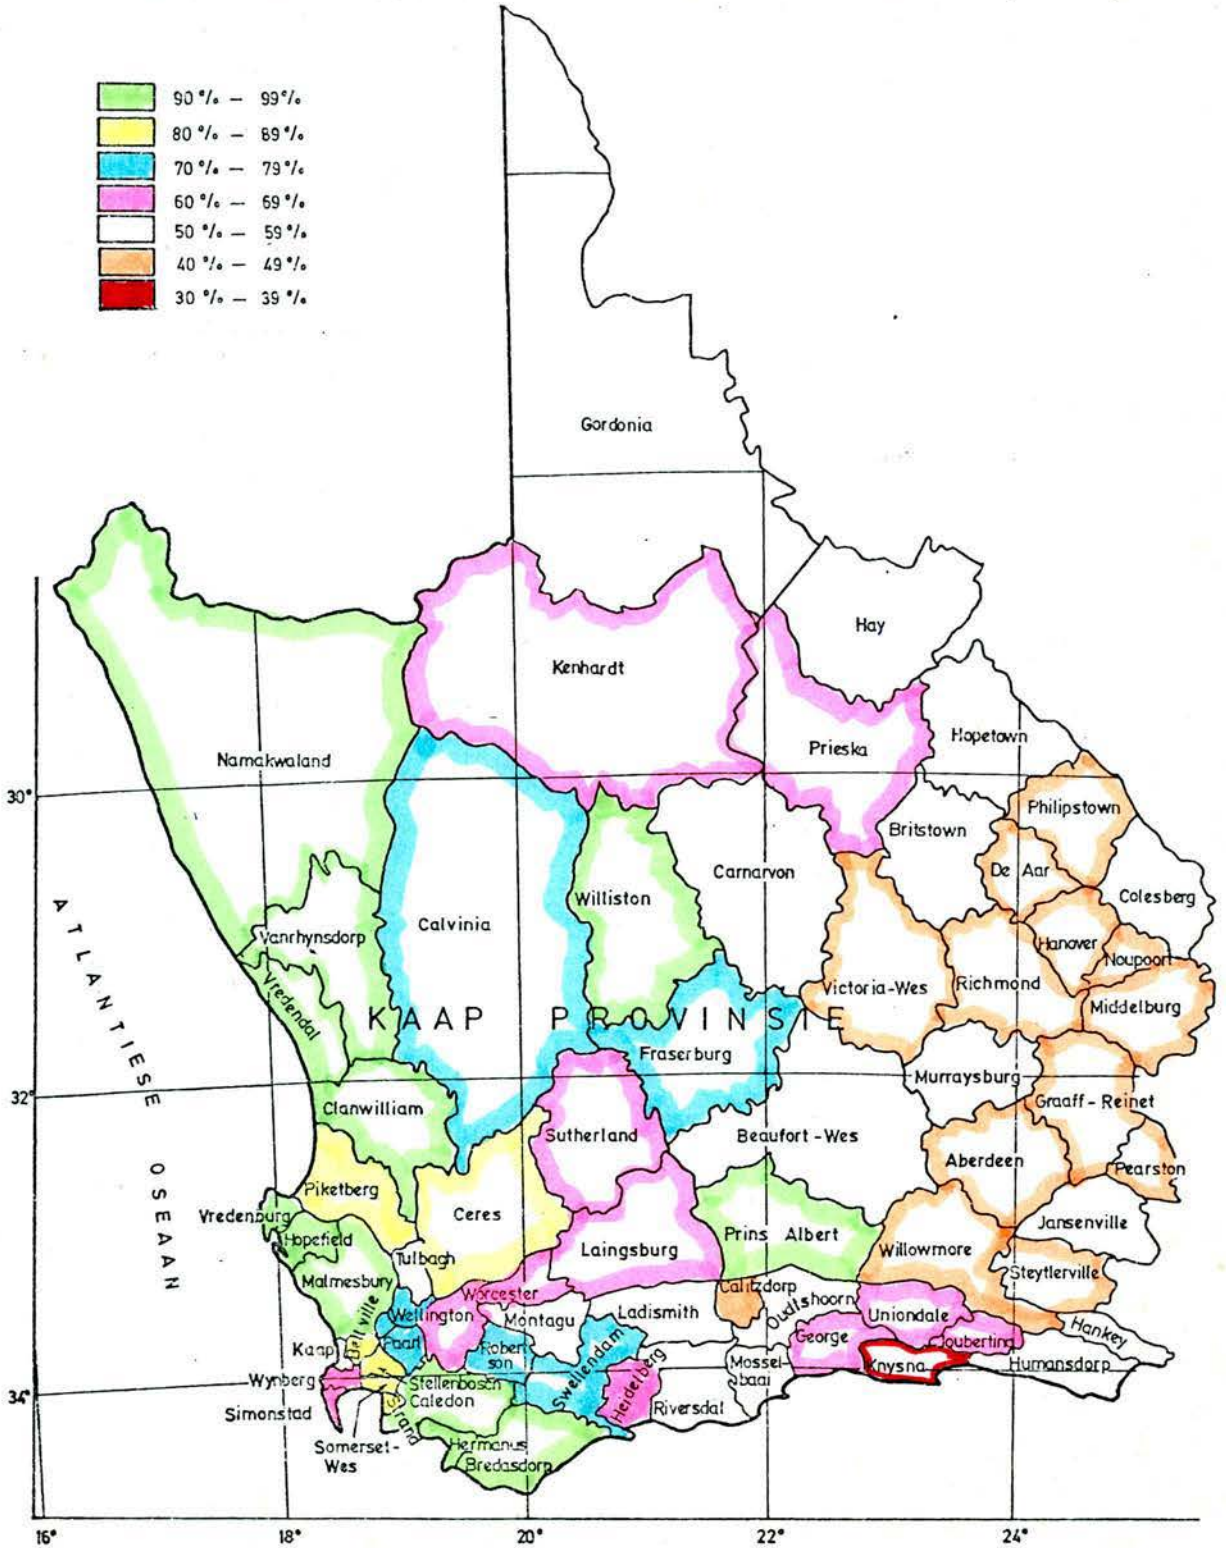 90 % – 99 %
80 % – 89 %
70 % – 79 %
60 % – 69 %
50 % – 59 %
40 % – 49 %
30 % – 39 %
Gordonia
Hay
Kenhardt
Prieska
Hopetown
Namakwaland
30°
Philipstown
Britstown
De Aar
Carnarvon
Colesberg
Williston
Calvinia
Vanrhynsdorp
Hanover
Noupoort
Vredendal
Victoria-Wes
Richmond
Middelburg
KAAP PROVINSIE
ATLANTIESE OSEAAN
Fraserburg
Murraysburg
32°
Clanwilliam
Graaff - Reinet
Sutherland
Beaufort - Wes
Aberdeen
Pearston
Piketberg
Ceres
Vredenburg
Hopefield
Prins Albert
Jansenville
Laingsburg
Willowmore
Tulbagh
Steytlerville
Malmesbury
Calitzdorp
Worcester
Oudtshoorn
Ladismith
Wellington
Montagu
Uniondale
Hankey
Bellville
George
Joubertina
Kaap
Paarl
Robert
son
Swellendam
Mossel-
baai
Knysna
Humansdorp
Wynberg
Stellenbosch
Heidelberg
34°
Caledon
Riversdal
Simonstad
Strand
Somerset-
Wes
Hermanus
Bredasdorp
16° 18° 20° 22° 24°